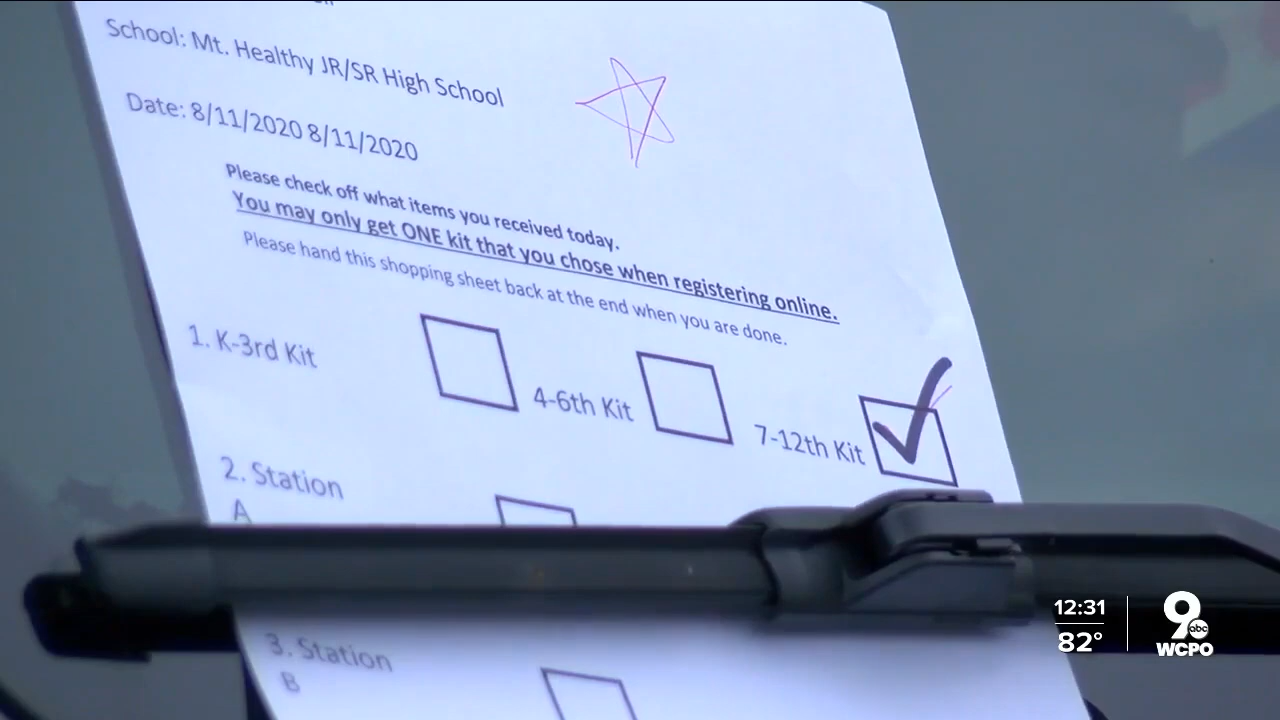 School: Mt. Healthy JR/SR High School
Date: 8/11/2020 8/11/2020
Please check off what items you received today.
You may only get ONE kit that you chose when registering online.
Please hand this shopping sheet back at the end when you are done.
1. K-3rd Kit
4-6th Kit
7-12th Kit
2. Station
A
3. Station
B
12:31
82°
9
abc
WCPO